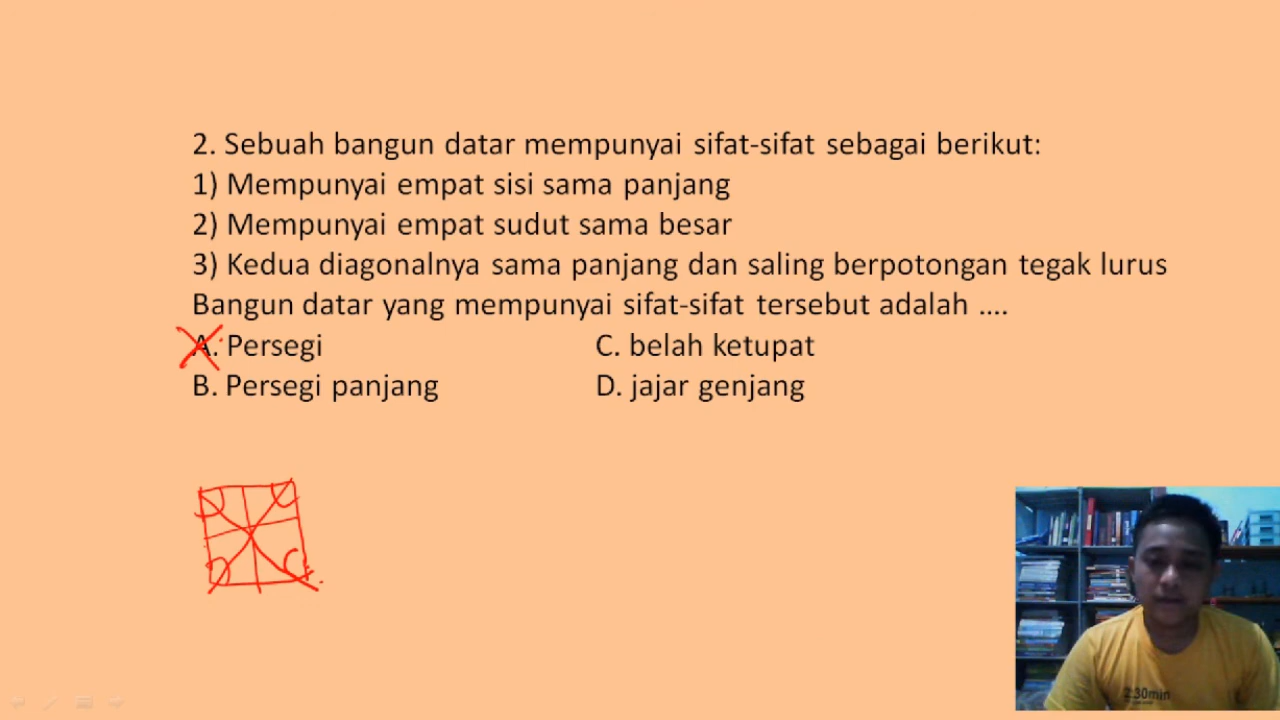 2. Sebuah bangun datar mempunyai sifat-sifat sebagai berikut:
1) Mempunyai empat sisi sama panjang
2) Mempunyai empat sudut sama besar
3) Kedua diagonalnya sama panjang dan saling berpotongan tegak lurus
Bangun datar yang mempunyai sifat-sifat tersebut adalah ....
A. Persegi C. belah ketupat
B. Persegi panjang D. jajar genjang
2:30min